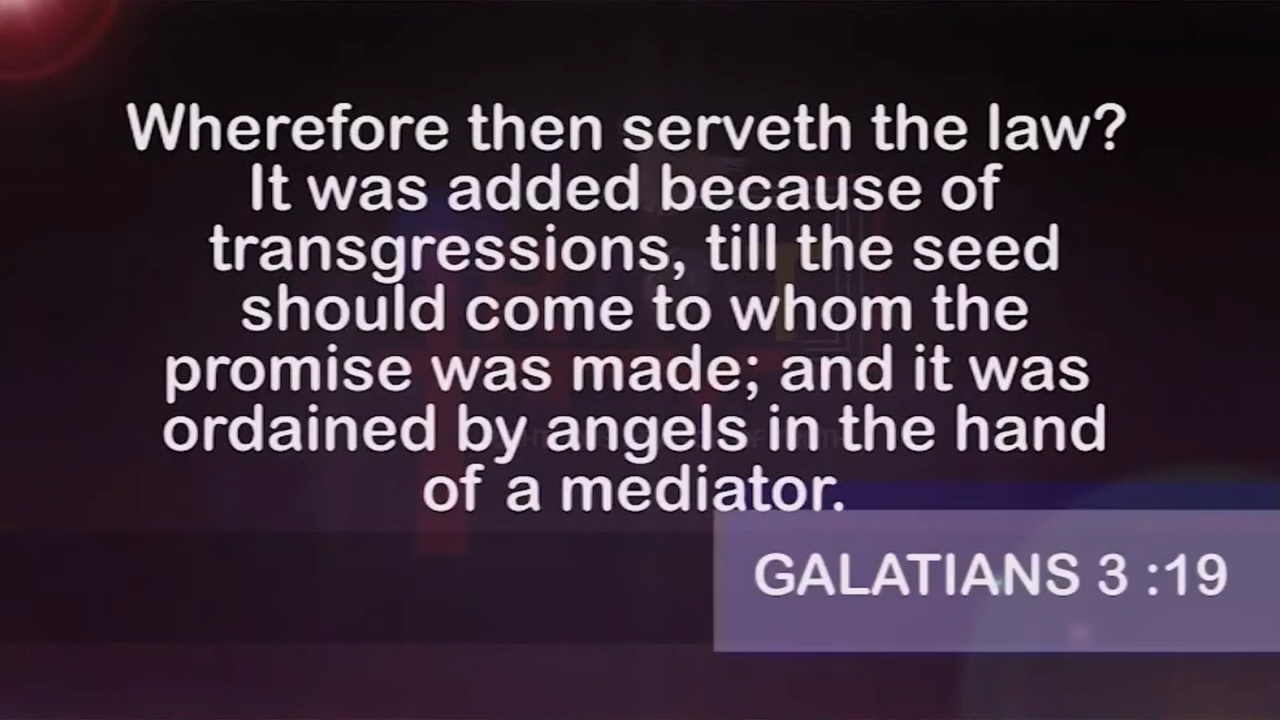 Wherefore then serveth the law?
It was added because of
transgressions, till the seed
should come to whom the
promise was made; and it was
ordained by angels in the hand
of a mediator.
GALATIANS 3 :19